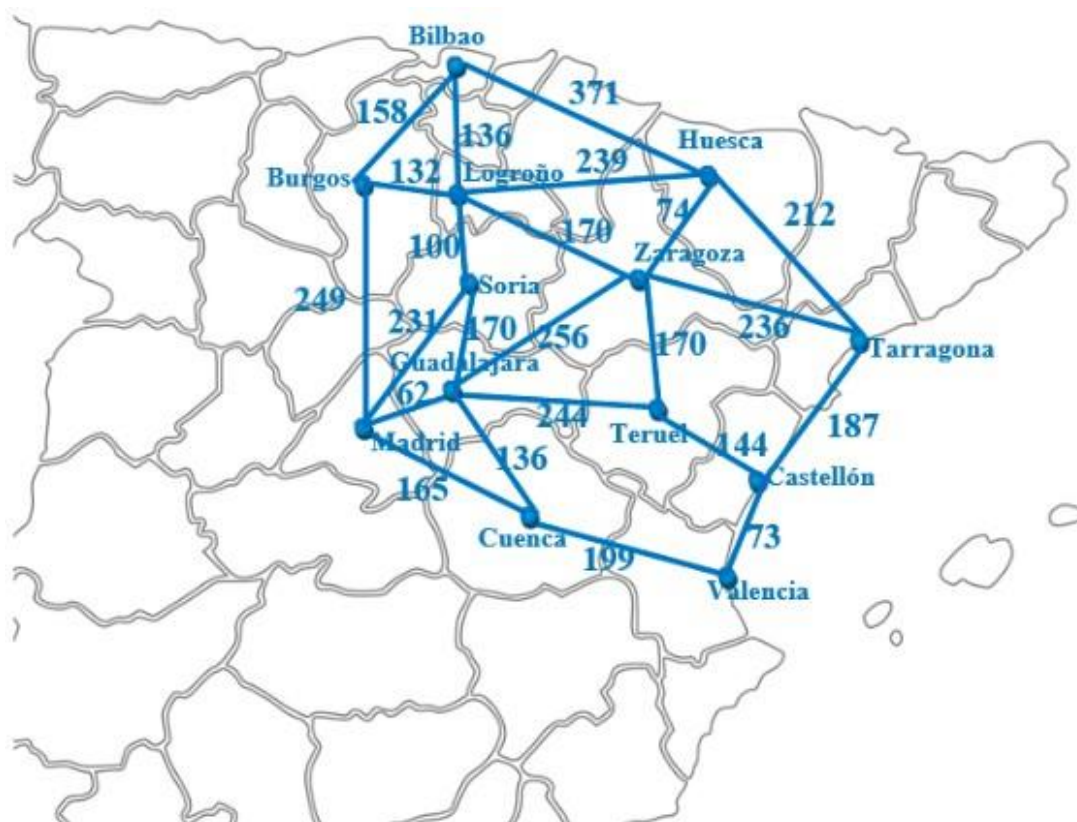 Bilbao
158
371
136
Huesca
Burgos
132
Logroño
239
74
212
170
Zaragoza
100
Soria
249
231
170
256
236
170
Tarragona
Guadalajara
62
244
Teruel
187
Madrid
136
144
Castellón
165
Cuenca
73
199
Valencia